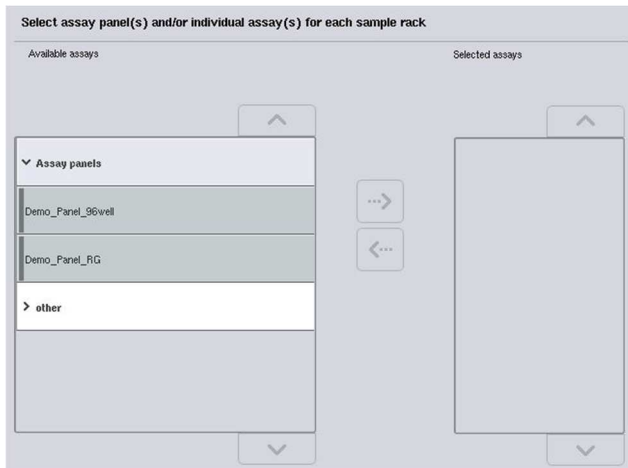 Select assay panel(s) and/or individual assay(s) for each sample rack
Available assays
Selected assays
Assay panels
Demo_Panel_96well
Demo_Panel_RG
other